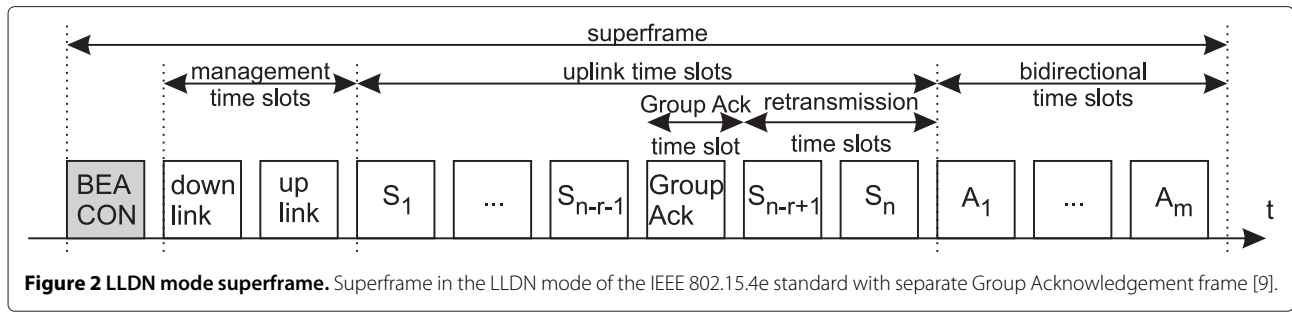 superframe
management
time slots
uplink time slots
bidirectional
time slots
Group Ack
time slot
retransmission
time slots
BEA
CON
down
link
up
link
S1
...
Sn-r-1
Group
Ack
Sn-r+1
Sn
A1
...
Am
t
Figure 2 LLDN mode superframe. Superframe in the LLDN mode of the IEEE 802.15.4e standard with separate Group Acknowledgement frame [9].